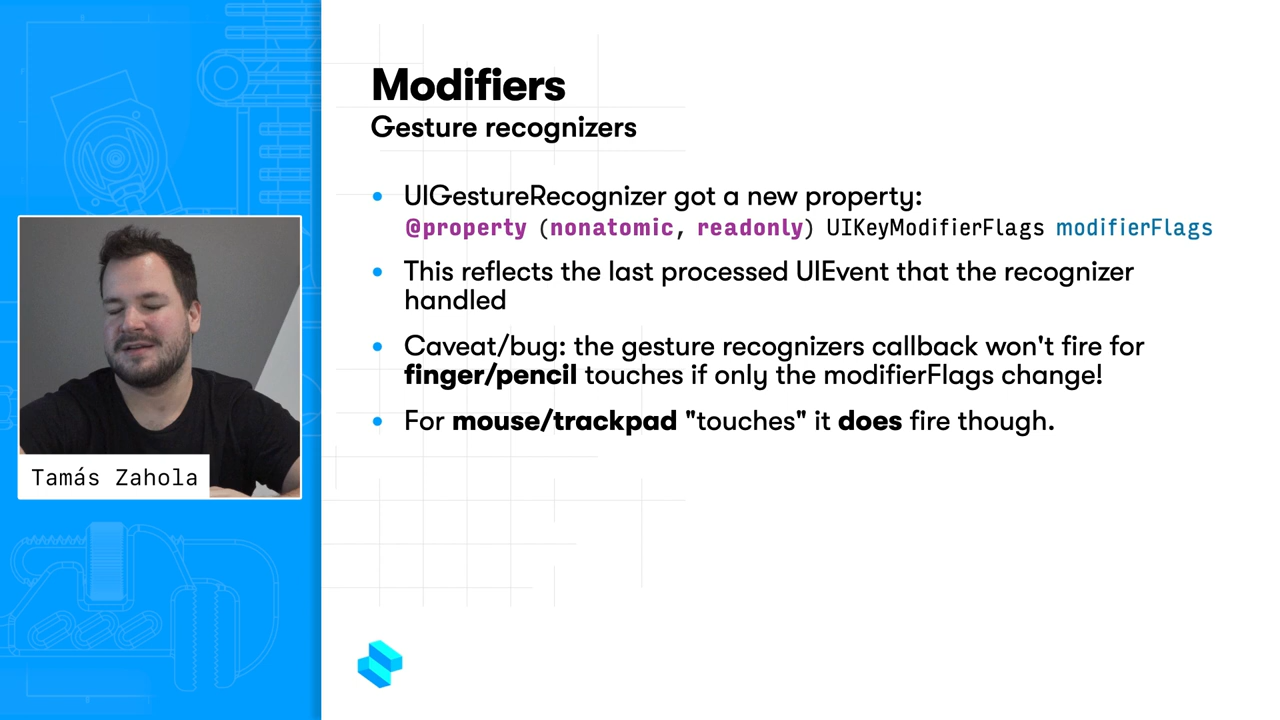 Modifiers
Gesture recognizers
• UIGestureRecognizer got a new property:
@property (nonatomic, readonly) UIKeyModifierFlags modifierFlags
• This reflects the last processed UIEvent that the recognizer
handled
• Caveat/bug: the gesture recognizers callback won't fire for
finger/pencil touches if only the modifierFlags change!
• For mouse/trackpad "touches" it does fire though.
Tamás Zahola